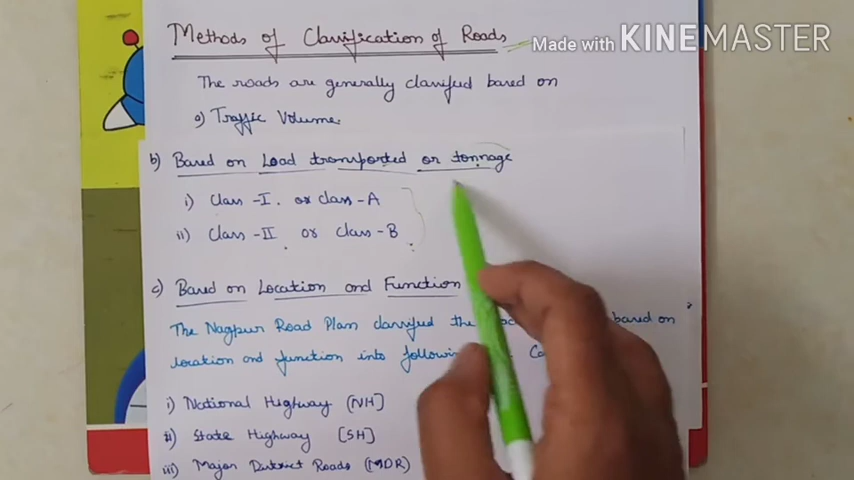 Methods of Classification of Roads
Made with KINEMASTER
The roads are generally classified based on
a) Traffic Volume.
b) Based on Load transported or tonnage
i) Class -I. or class -A
ii) Class -II. or class -B.
c) Based on Location and Function
The Nagpur Road Plan classified the based on
location and function into
i) National Highway (NH]
ii) State Highway [SH]
iii) Major District Roads (MDR)